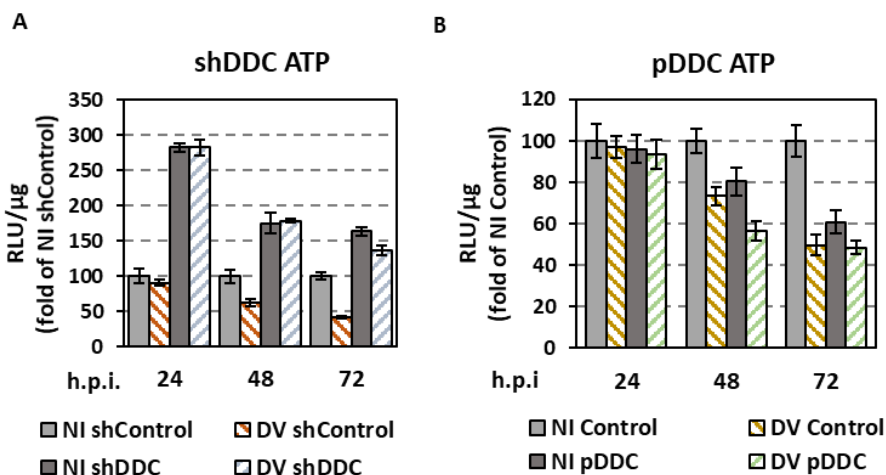 A
shDDC ATP
RLU/µg
(fold of NI shControl)
350
300
250
200
150
100
50
0
h.p.i. 24 48 72
NI shControl DV shControl
NI shDDC DV shDDC
B
pDDC ATP
RLU/µg
(fold of NI Control)
120
100
80
60
40
20
0
h.p.i 24 48 72
NI Control DV Control
NI pDDC DV pDDC